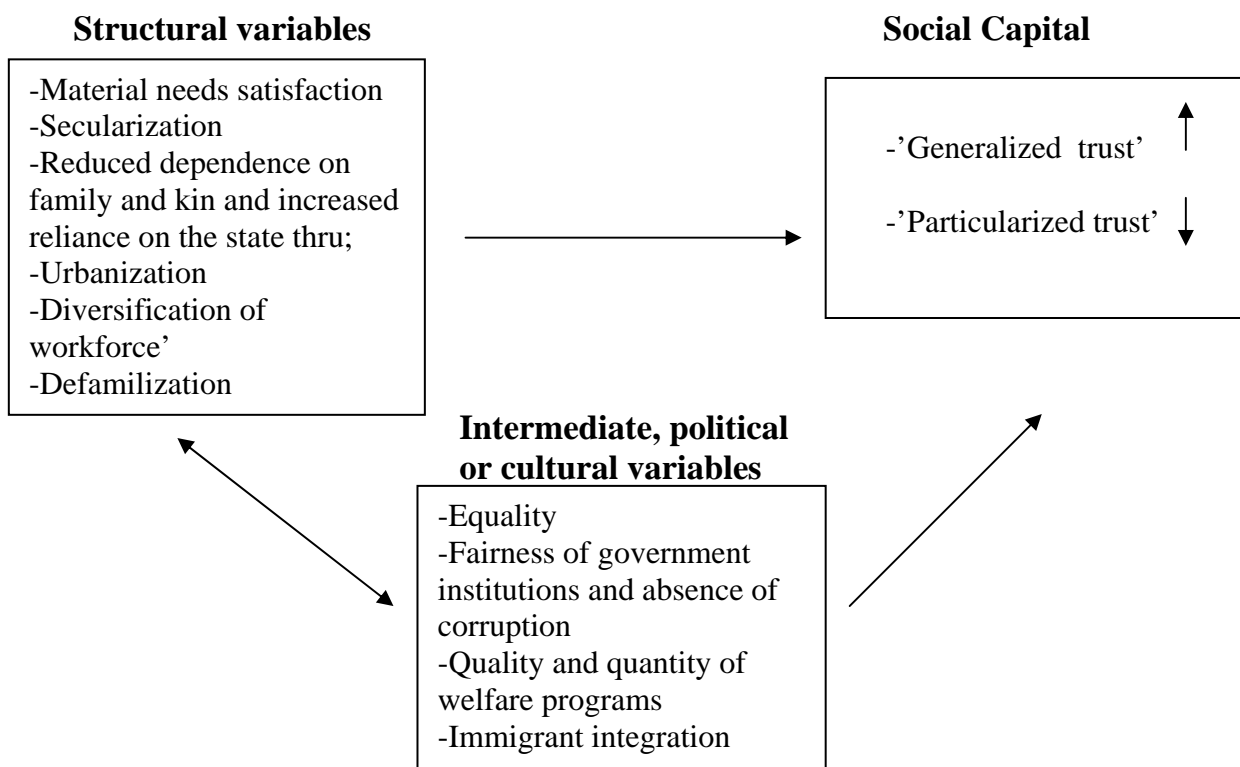 Structural variables
-Material needs satisfaction
-Secularization
-Reduced dependence on
family and kin and increased
reliance on the state thru;
-Urbanization
-Diversification of
workforce’
-Defamilization
Social Capital
-’Generalized trust’
-’Particularized trust’
Intermediate, political
or cultural variables
-Equality
-Fairness of government
institutions and absence of
corruption
-Quality and quantity of
welfare programs
-Immigrant integration